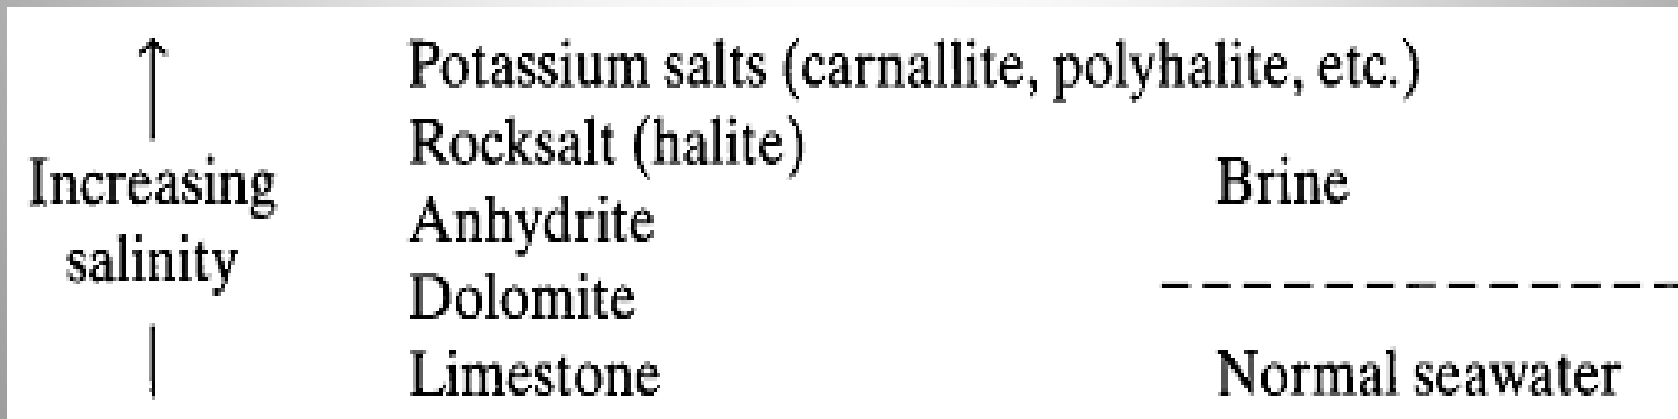 Potassium salts (carnallite, polyhalite, etc.)
Rocksalt (halite)
Increasing
salinity
Anhydrite
Dolomite
Limestone
Brine
Normal seawater